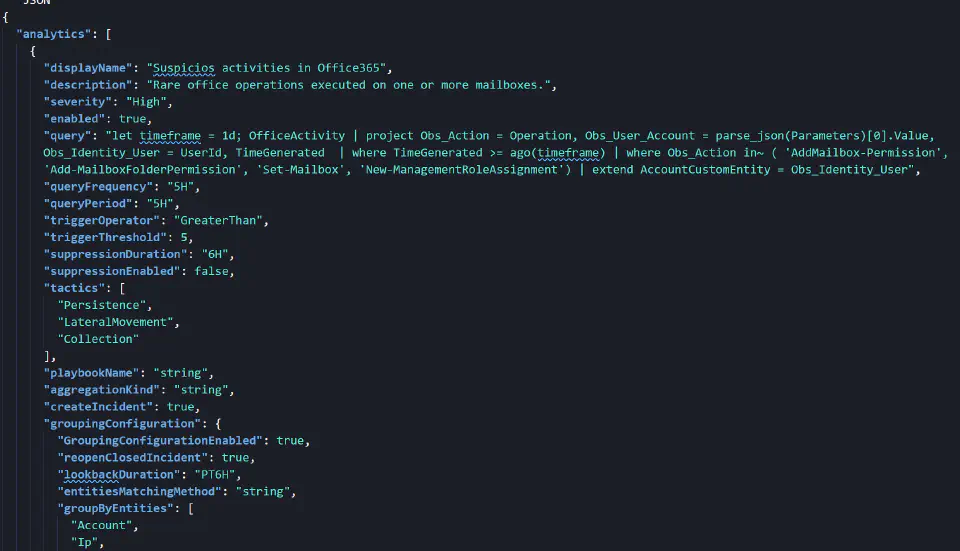 JSON
{
"analytics": [
{
"displayName": "Suspicios activities in Office365",
"description": "Rare office operations executed on one or more mailboxes.",
"severity": "High",
"enabled": true,
"query": "let timeframe = 1d; OfficeActivity | project Obs_Action = Operation, Obs_User_Account = parse_json(Parameters)[0].Value,
Obs_Identity_User = UserId, TimeGenerated  | where TimeGenerated >= ago(timeframe) | where Obs_Action in~ ( 'AddMailbox-Permission',
'Add-MailboxFolderPermission', 'Set-Mailbox', 'New-ManagementRoleAssignment') | extend AccountCustomEntity = Obs_Identity_User",
"queryFrequency": "5H",
"queryPeriod": "5H",
"triggerOperator": "GreaterThan",
"triggerThreshold": 5,
"suppressionDuration": "6H",
"suppressionEnabled": false,
"tactics": [
"Persistence",
"LateralMovement",
"Collection"
],
"playbookName": "string",
"aggregationKind": "string",
"createIncident": true,
"groupingConfiguration": {
"GroupingConfigurationEnabled": true,
"reopenClosedIncident": true,
"lookbackDuration": "PT6H",
"entitiesMatchingMethod": "string",
"groupByEntities": [
"Account",
"Ip",